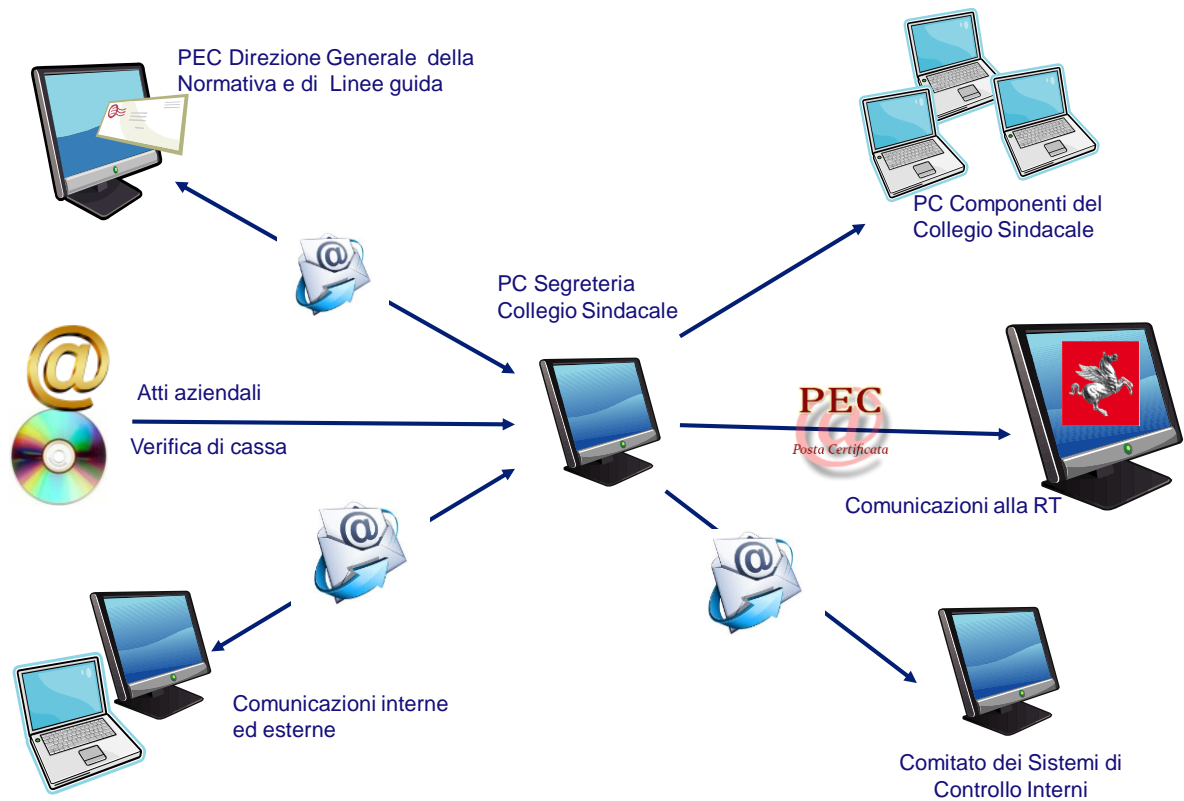 PEC Direzione Generale della
Normativa e di Linee guida
PC Componenti del
Collegio Sindacale
PC Segreteria
Collegio Sindacale
@
@
Atti aziendali
Verifica di cassa
PEC
@
Posta Certificata
Comunicazioni alla RT
@
@
Comunicazioni interne
ed esterne
Comitato dei Sistemi di
Controllo Interni